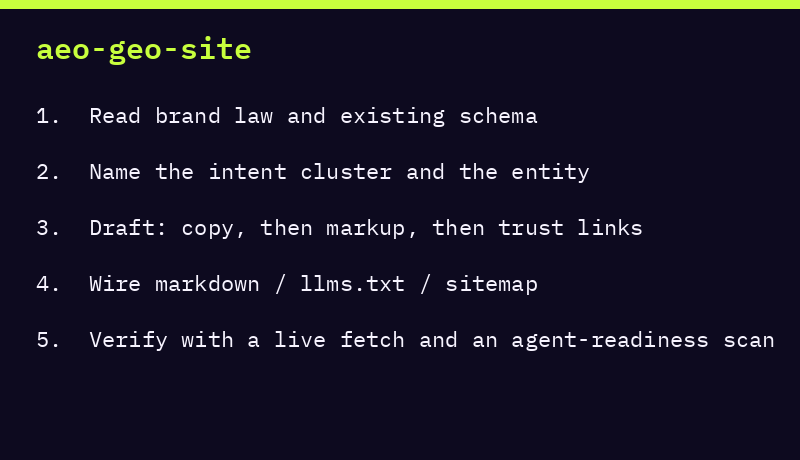 aeo-geo-site
1. Read brand law and existing schema
2. Name the intent cluster and the entity
3. Draft: copy, then markup, then trust links
4. Wire markdown / llms.txt / sitemap
5. Verify with a live fetch and an agent-readiness scan